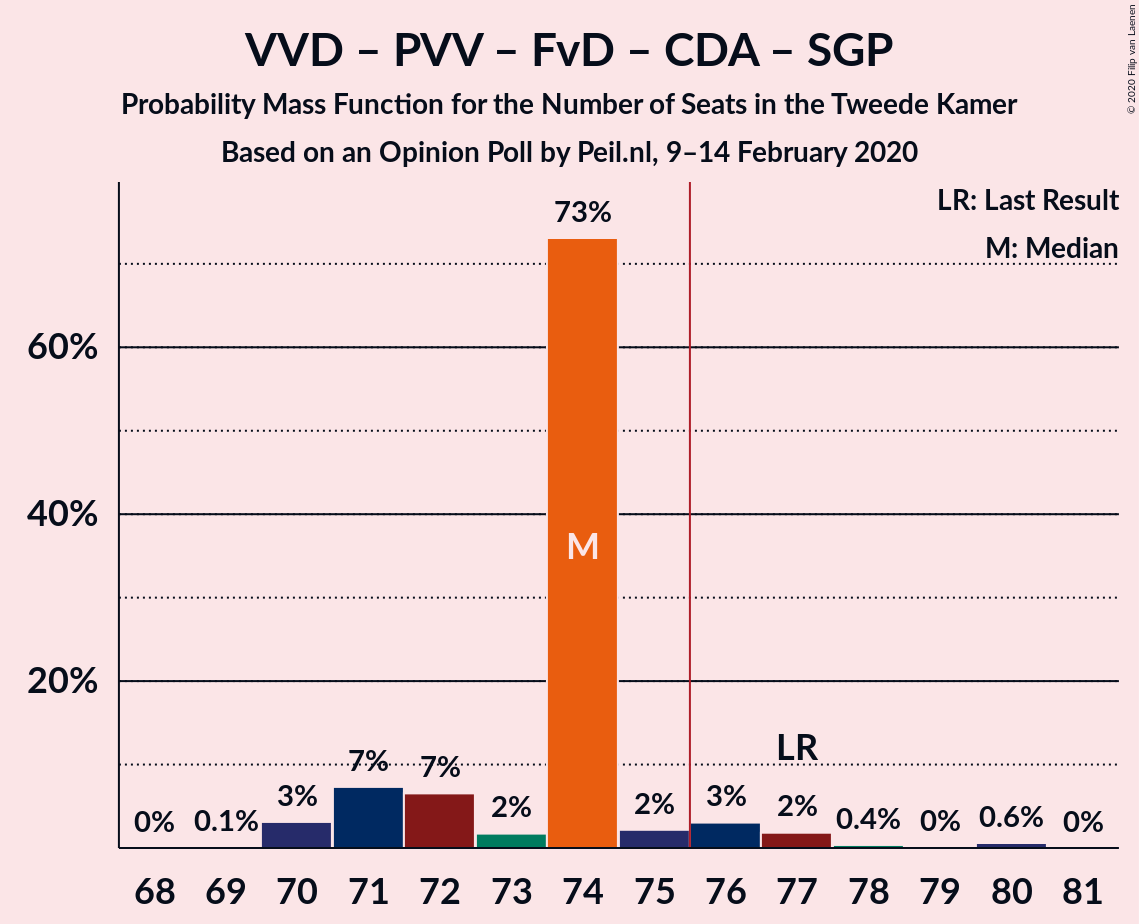 VVD – PVV – FvD – CDA – SGP
Probability Mass Function for the Number of Seats in the Tweede Kamer
Based on an Opinion Poll by Peil.nl, 9–14 February 2020
© 2020 Filip van Laenen
LR: Last Result
M: Median
60%
40%
20%
0% 0.1% 3% 7% 7% 2% 73% 2% 3% 2% 0.4% 0% 0.6% 0%
M
LR
68 69 70 71 72 73 74 75 76 77 78 79 80 81